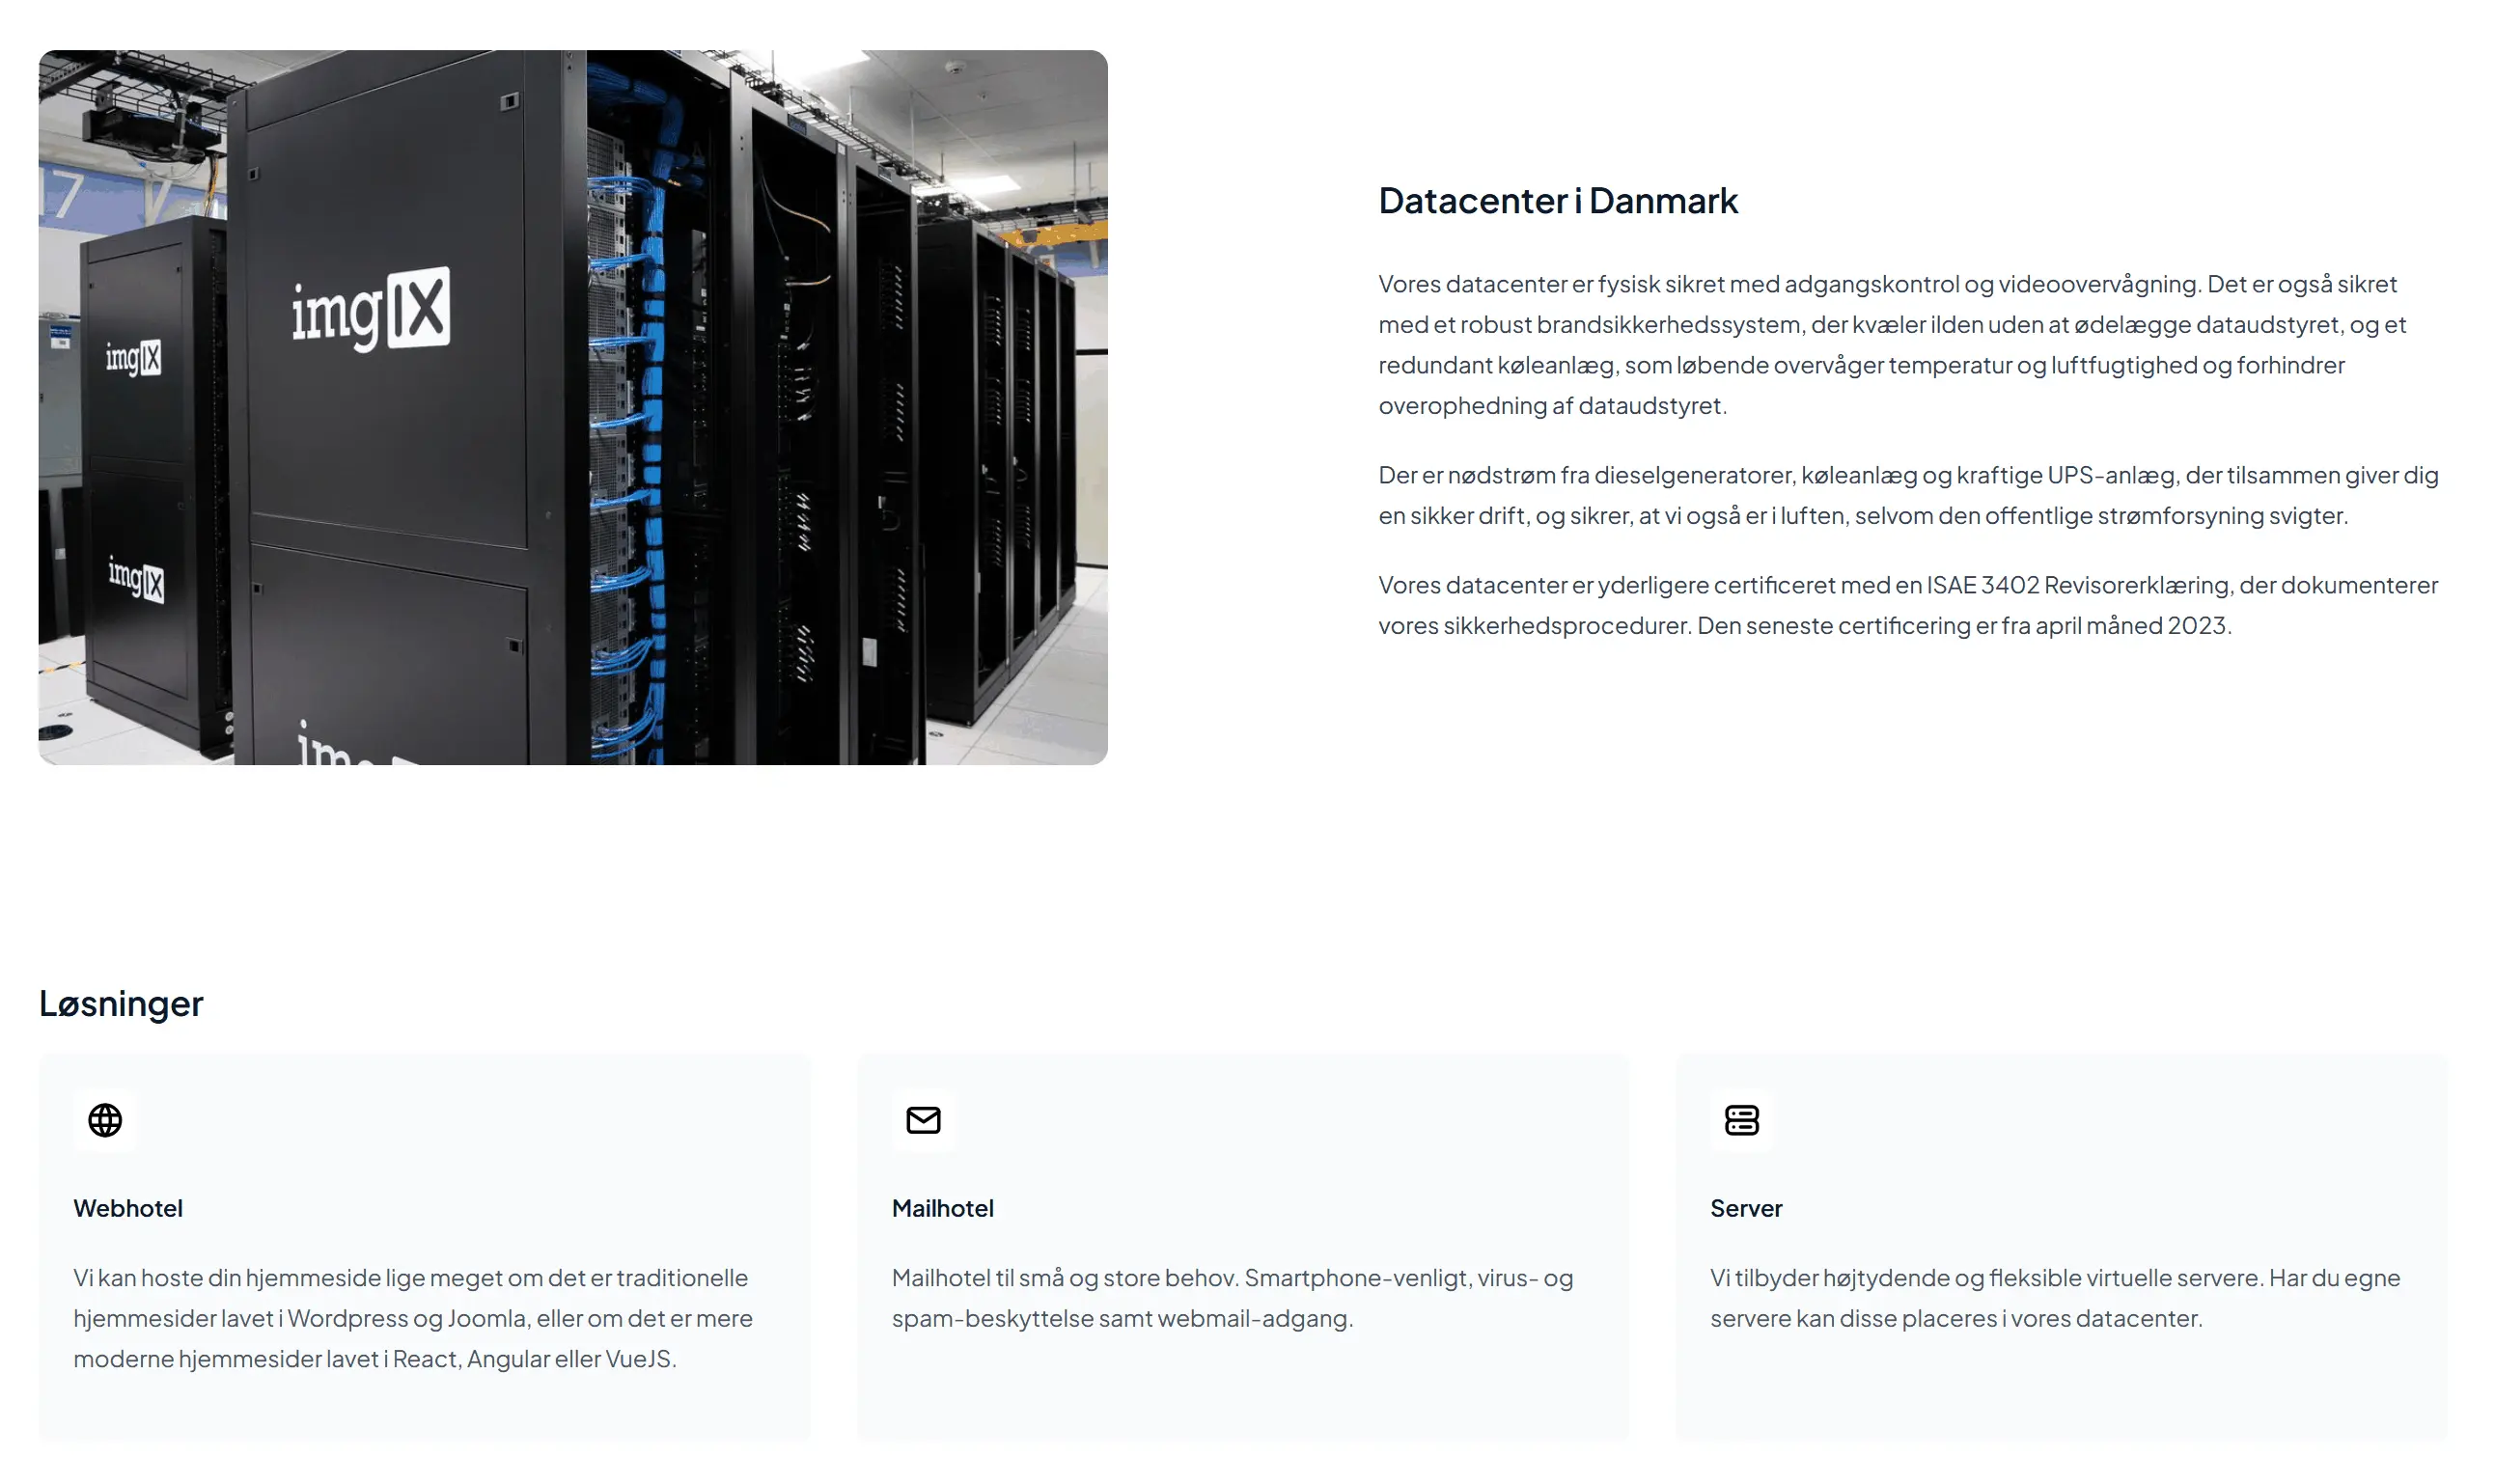 imgIX
imgIX
imgIX
Datacenter i Danmark
Vores datacenter er fysisk sikret med adgangskontrol og videoovervågning. Det er også sikret
med et robust brandsikkerhedssystem, der kvæler ilden uden at ødelægge dataudstyret, og et
redundant køleanlæg, som løbende overvåger temperatur og luftfugtighed og forhindrer
overophedning af dataudstyret.
Der er nødstrøm fra dieselgeneratorer, køleanlæg og kraftige UPS-anlæg, der tilsammen giver dig
en sikker drift, og sikrer, at vi også er i luften, selvom den offentlige strømforsyning svigter.
Vores datacenter er yderligere certificeret med en ISAE 3402 Revisorerklæring, der dokumenterer
vores sikkerhedsprocedurer. Den seneste certificering er fra april måned 2023.
Løsninger
Webhotel
Vi kan hoste din hjemmeside lige meget om det er traditionelle
hjemmesider lavet i Wordpress og Joomla, eller om det er mere
moderne hjemmesider lavet i React, Angular eller VueJS.
Mailhotel
Mailhotel til små og store behov. Smartphone-venligt, virus- og
spam-beskyttelse samt webmail-adgang.
Server
Vi tilbyder højtydende og fleksible virtuelle servere. Har du egne
servere kan disse placeres i vores datacenter.